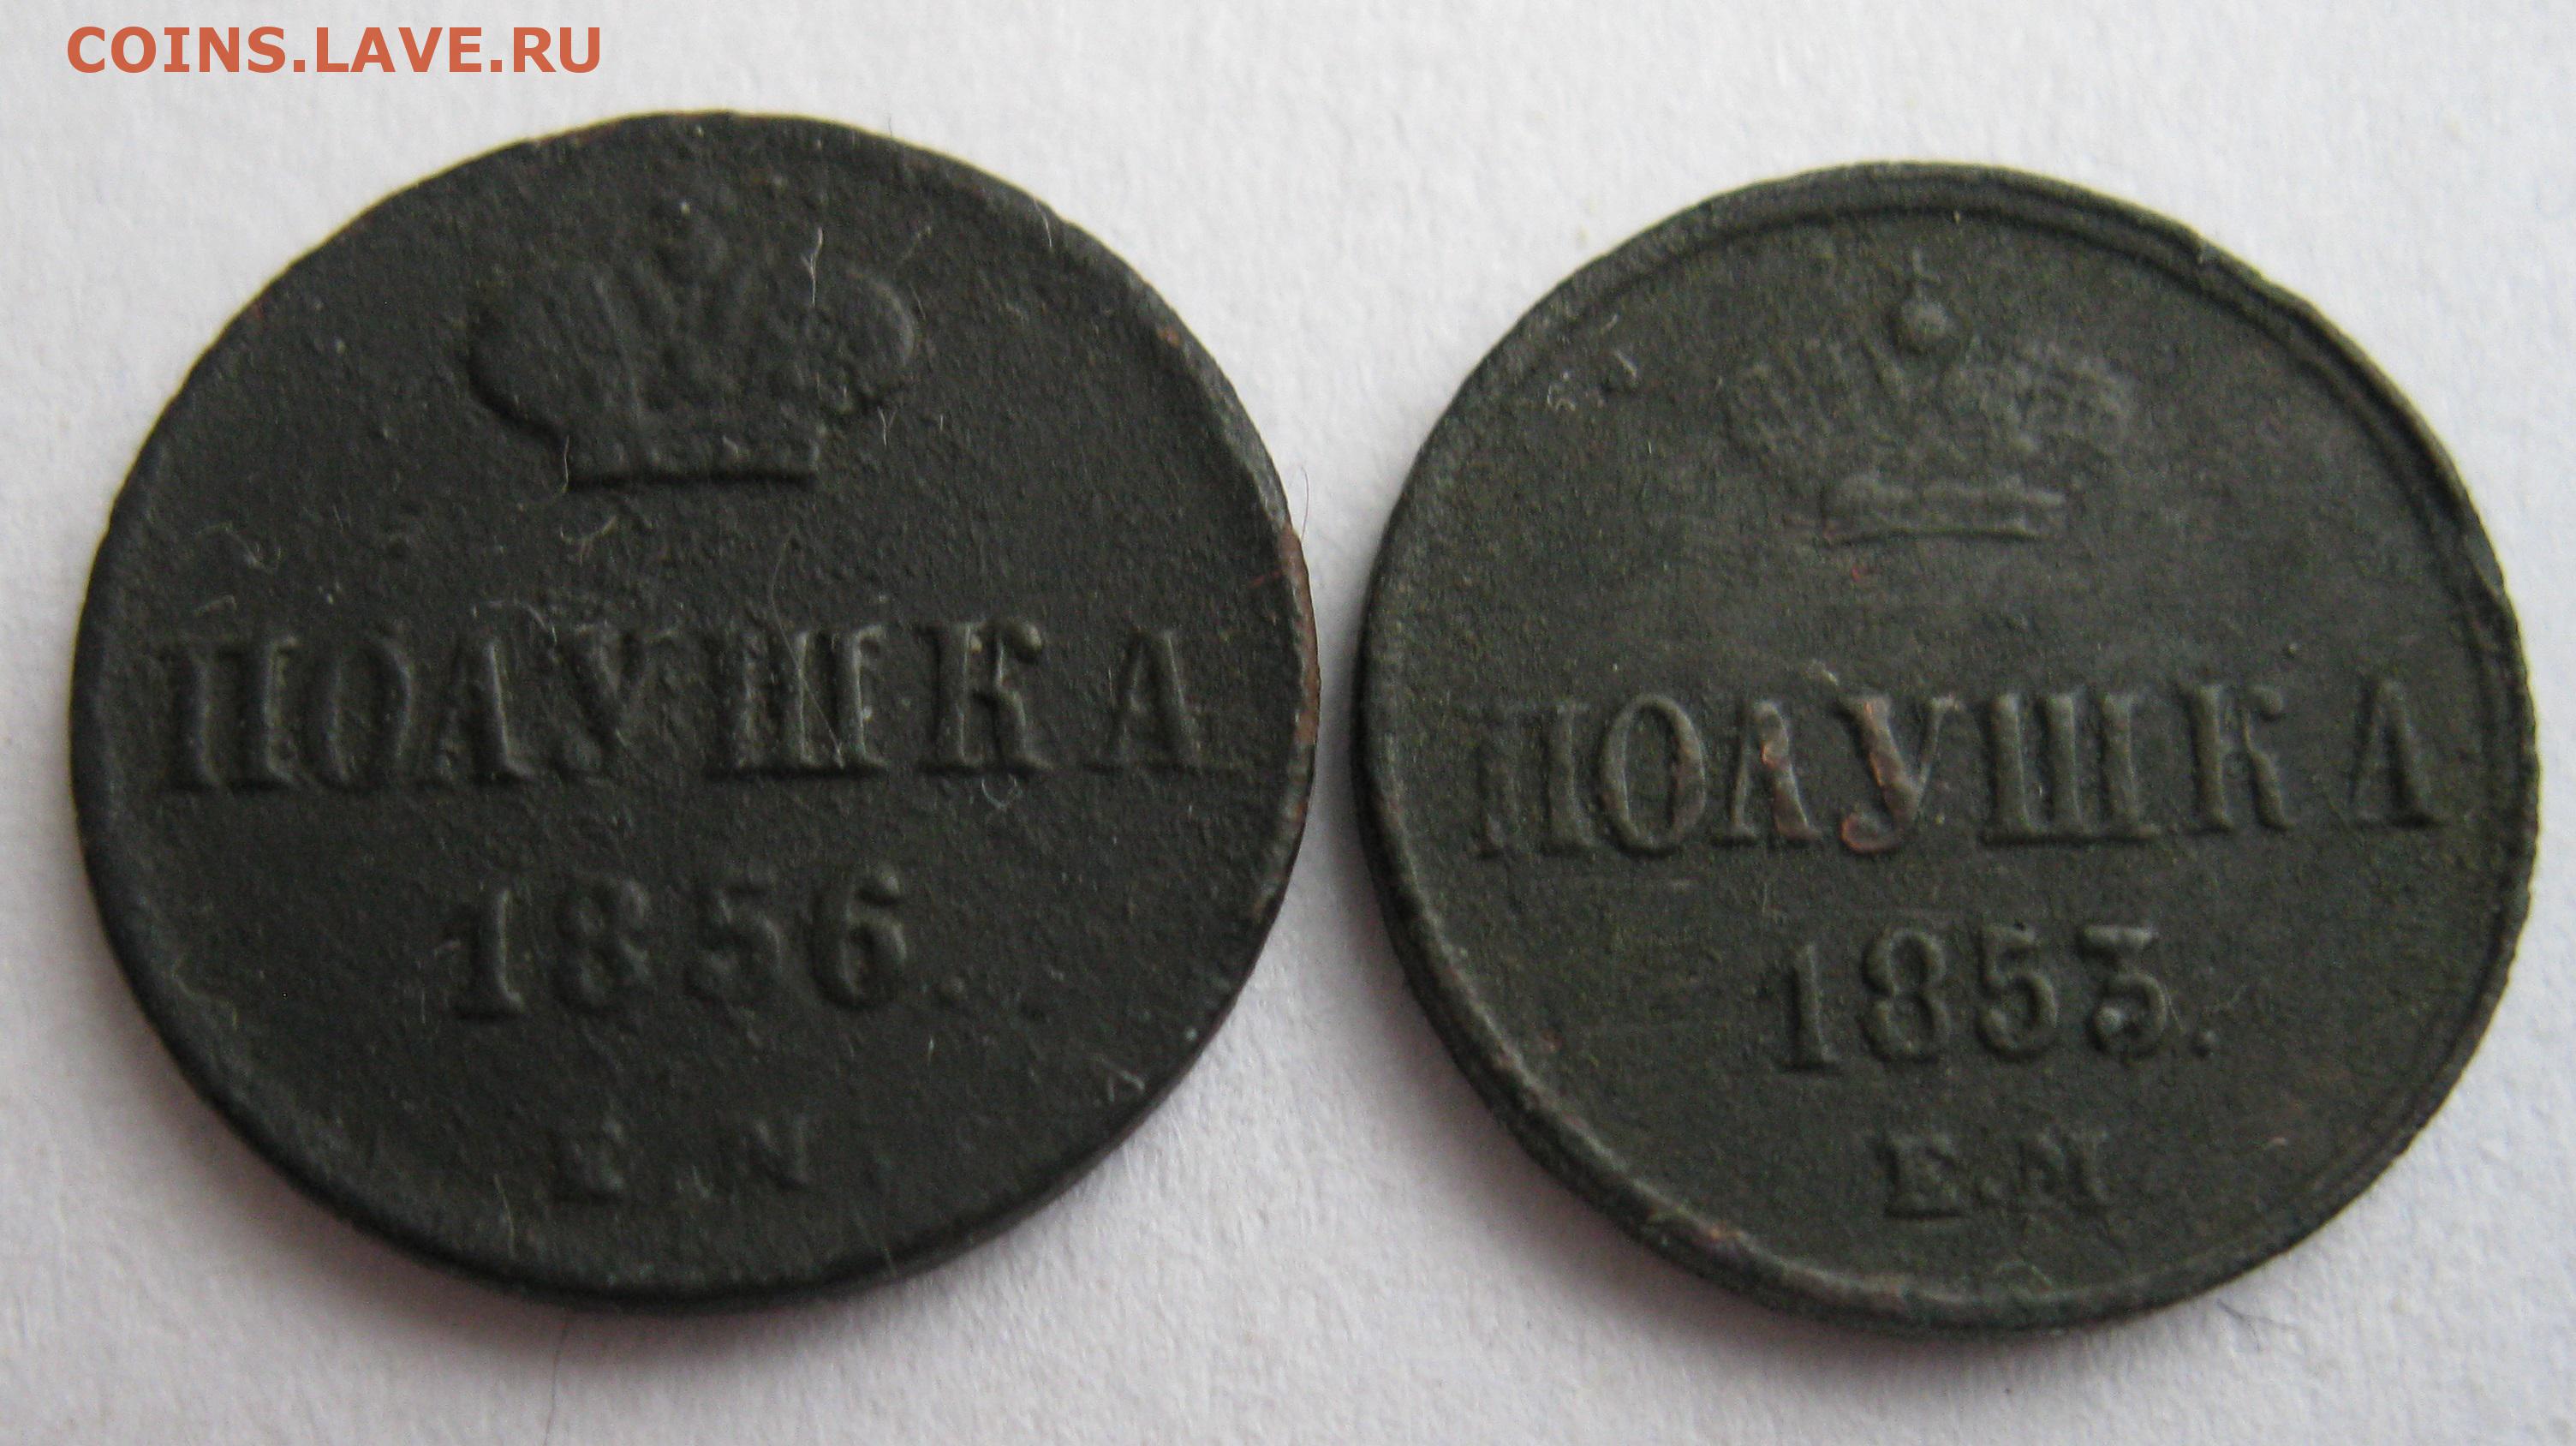 COINS.LAVE.RU
ПОЛУШКА
1856.
Е М
ПОЛУШКА
1853.
Е.М